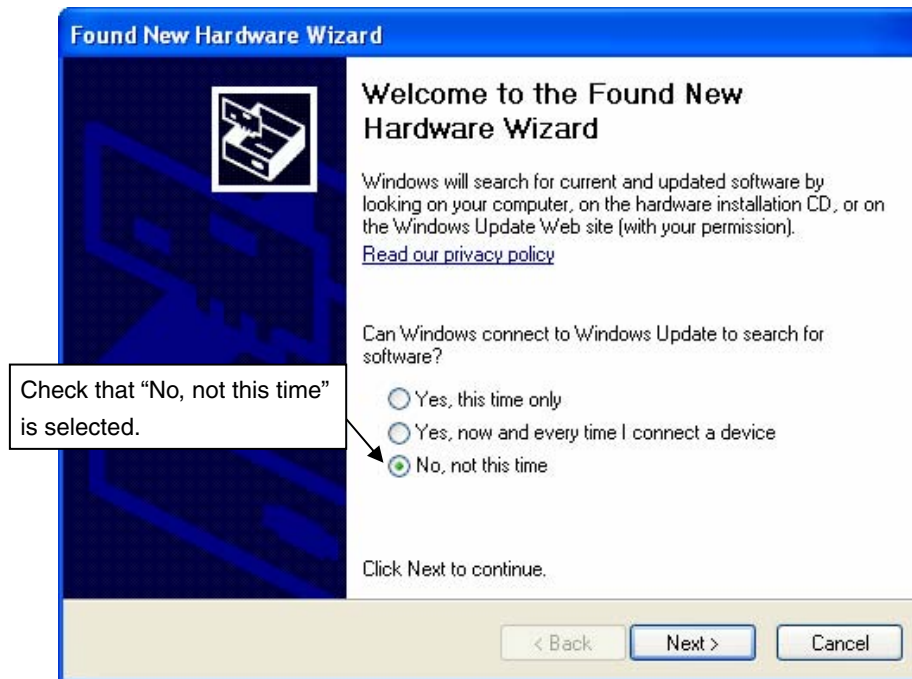 Found New Hardware Wizard
Welcome to the Found New
Hardware Wizard
Windows will search for current and updated software by
looking on your computer, on the hardware installation CD, or on
the Windows Update Web site (with your permission).
Read our privacy policy
Can Windows connect to Windows Update to search for
software?
Check that “No, not this time”
is selected.
Yes, this time only
Yes, now and every time I connect a device
No, not this time
Click Next to continue.
< Back
Next >
Cancel